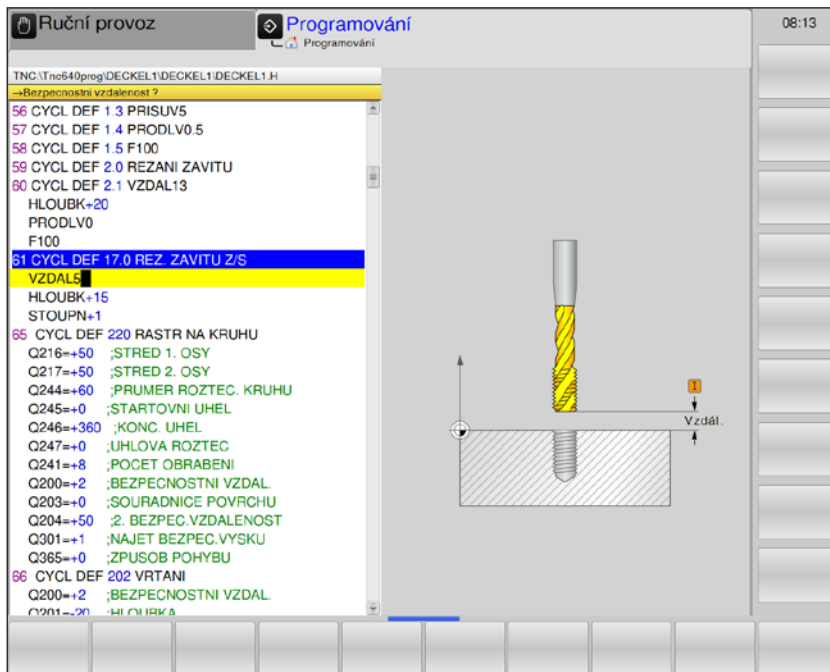 Ruční provoz
Programování
08:13
Programování
TNC:\Tnc640prog\DECKEL1\DECKEL1\DECKEL1.H
→Bezpecnostni vzdalenost ?
56 CYCL DEF 1.3 PRISUV5
57 CYCL DEF 1.4 PRODLV0.5
58 CYCL DEF 1.5 F100
59 CYCL DEF 2.0 REZANI ZAVITU
60 CYCL DEF 2.1 VZDAL13
HLOUBK+20
PRODLV0
F100
61 CYCL DEF 17.0 REZ. ZAVITU Z/S
VZDAL5
HLOUBK+15
STOUPN+1
65 CYCL DEF 220 RASTR NA KRUHU
Q216=+50 ;STRED 1. OSY
Q217=+50 ;STRED 2. OSY
Q244=+60 ;PRUMER ROZTEC. KRUHU
Q245=+0 ;STARTOVNI UHEL
Q246=+360 ;KONC. UHEL
Q247=+0 ;UHLOVA ROZTEC
Q241=+8 ;POCET OBRABENI
Q200=+2 ;BEZPECNOSTNI VZDAL.
Q203=+0 ;SOURADNICE POVRCHU
Q204=+50 ;2. BEZPEC.VZDALENOST
Q301=+1 ;NAJET BEZPEC.VYSKU
Q365=+0 ;ZPUSOB POHYBU
66 CYCL DEF 202 VRTANI
Q200=+2 ;BEZPECNOSTNI VZDAL.
Q201=-20 ;HLOUBKA
I
Vzdál.